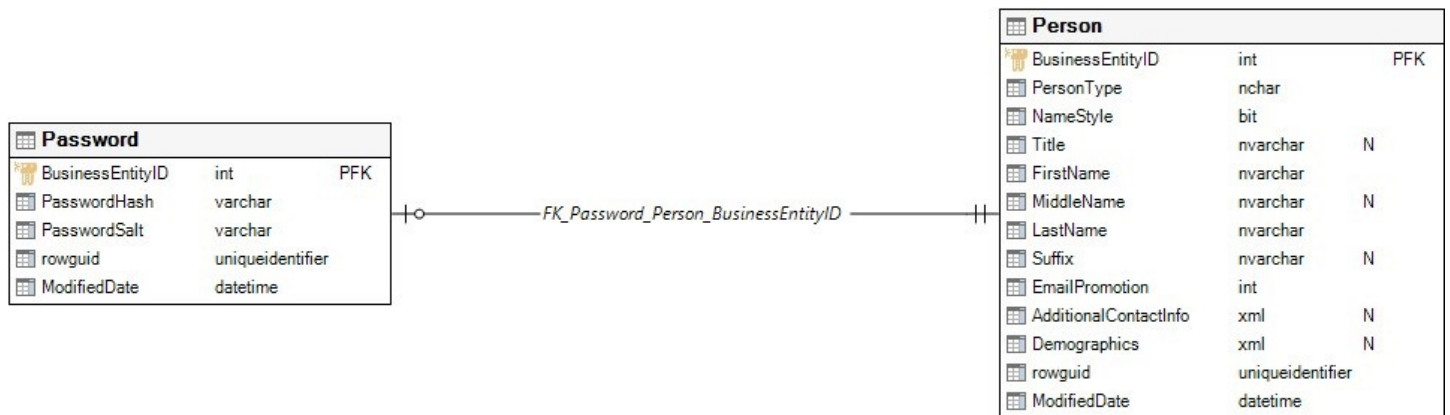 Password
BusinessEntityID int PFK
PasswordHash varchar
PasswordSalt varchar
rowguid uniqueidentifier
ModifiedDate datetime
FK_Password_Person_BusinessEntityID
Person
BusinessEntityID int PFK
PersonType nchar
NameStyle bit
Title nvarchar N
FirstName nvarchar
MiddleName nvarchar N
LastName nvarchar
Suffix nvarchar N
EmailPromotion int
AdditionalContactInfo xml N
Demographics xml N
rowguid uniqueidentifier
ModifiedDate datetime